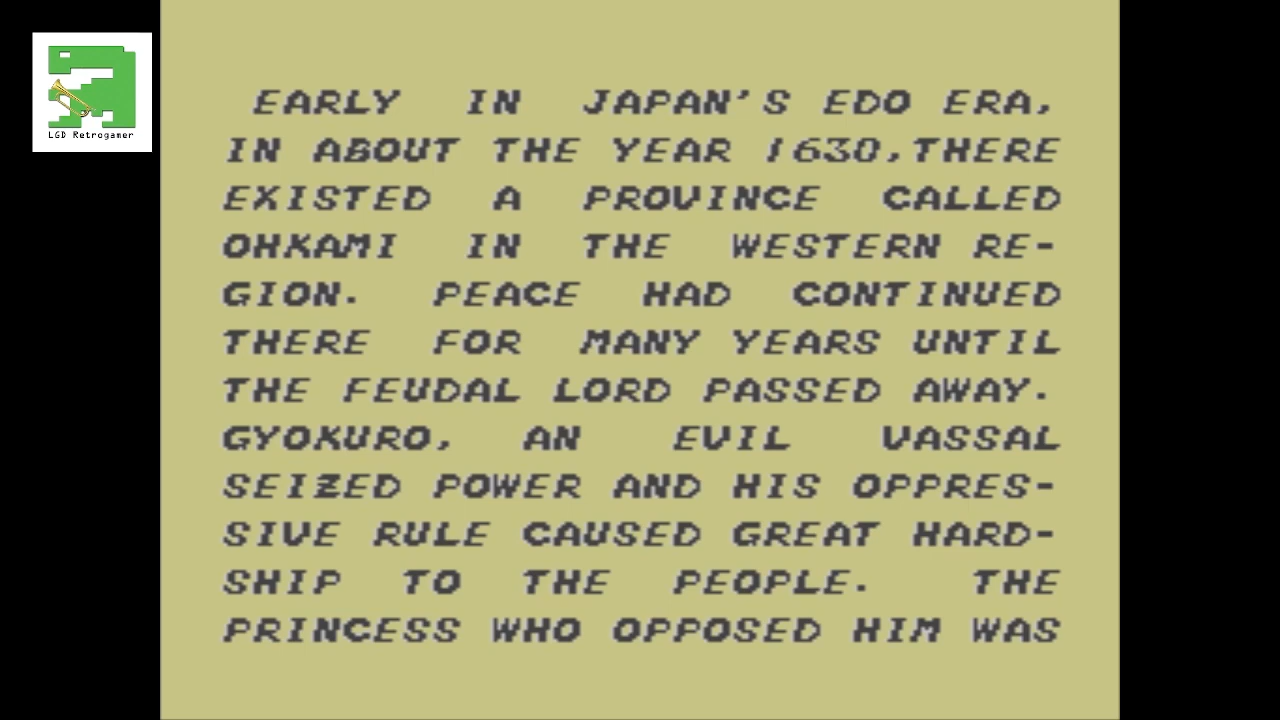 LGD Retrogamer
EARLY IN JAPAN'S EDO ERA,
IN ABOUT THE YEAR 1630,THERE
EXISTED A PROVINCE CALLED
OHKAMI IN THE WESTERN RE-
GION. PEACE HAD CONTINUED
THERE FOR MANY YEARS UNTIL
THE FEUDAL LORD PASSED AWAY.
GYOKURO, AN EVIL VASSAL
SEIZED POWER AND HIS OPPRES-
SIVE RULE CAUSED GREAT HARD-
SHIP TO THE PEOPLE. THE
PRINCESS WHO OPPOSED HIM WAS